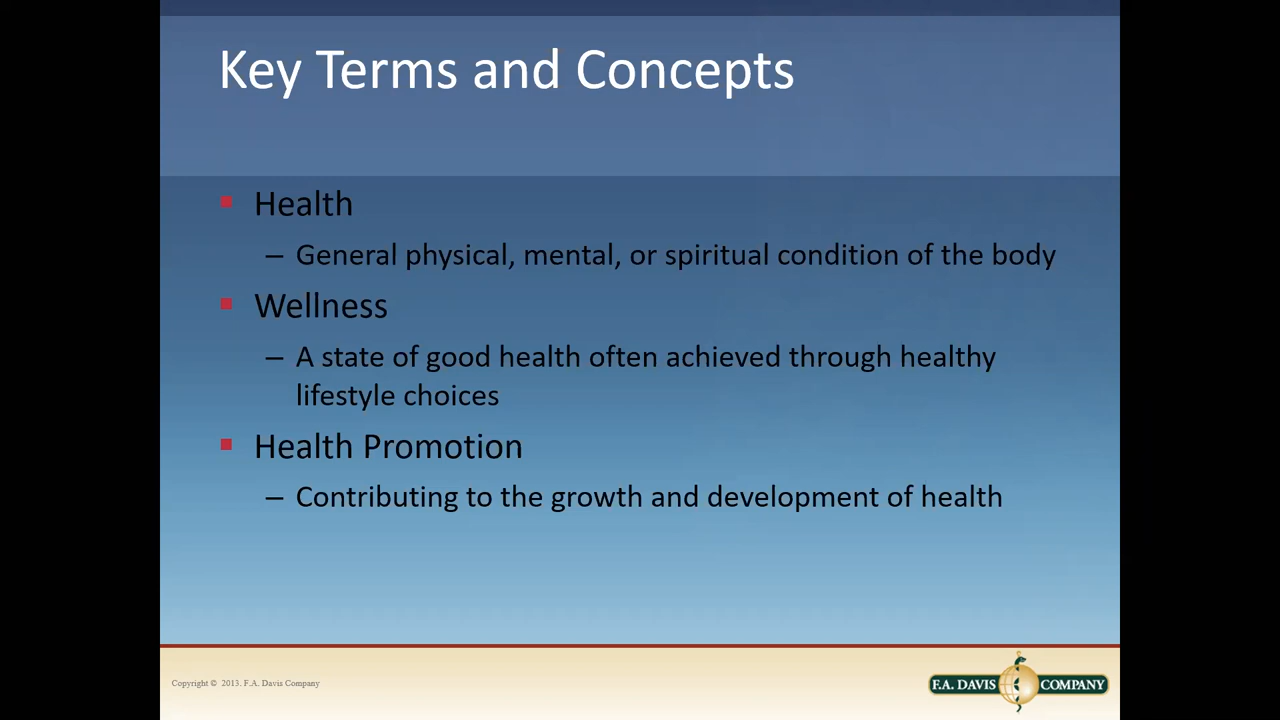 Key Terms and Concepts
Health
– General physical, mental, or spiritual condition of the body
Wellness
– A state of good health often achieved through healthy
lifestyle choices
Health Promotion
– Contributing to the growth and development of health
Copyright © 2013. F.A. Davis Company
F.A. DAVIS COMPANY